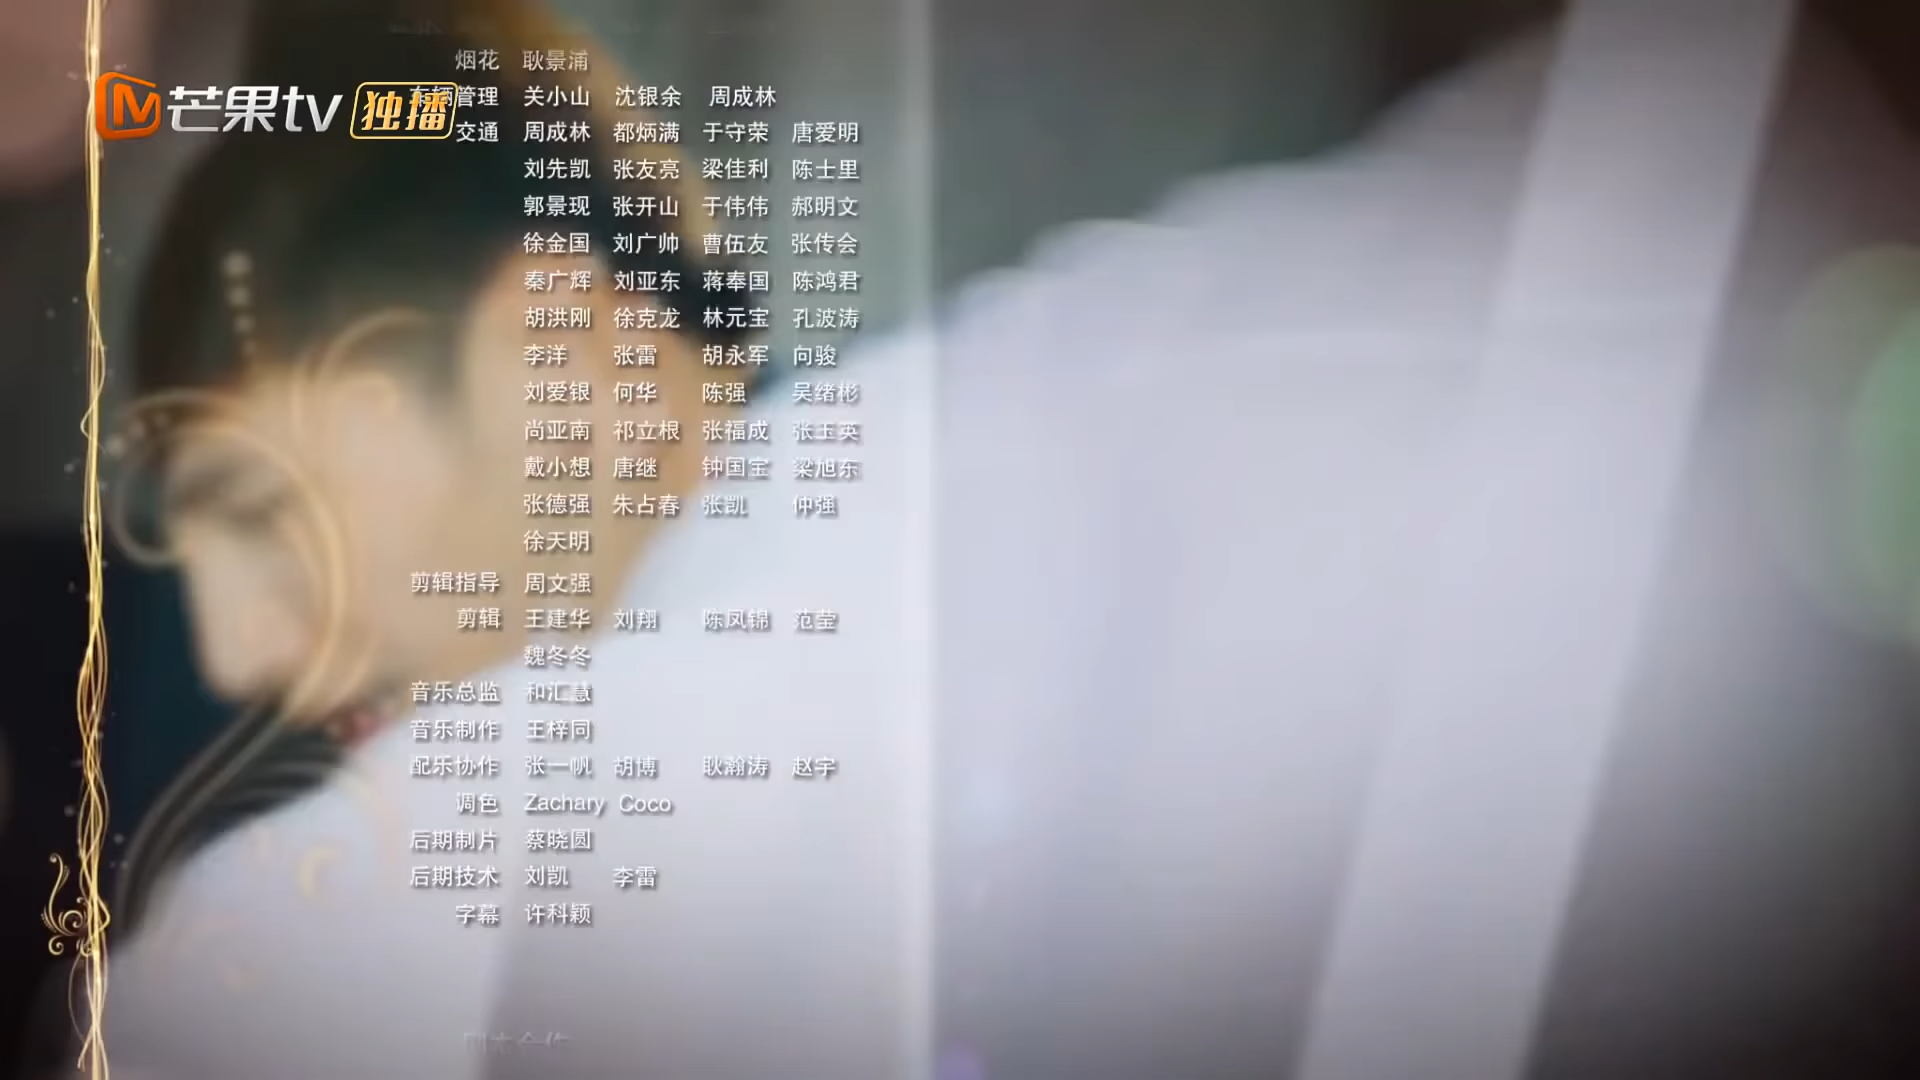 烟花 耿景浦
芒果tv 独播
车辆管理 关小山 沈银余 周成林
交通 周成林 都炳满 于守荣 唐爱明
刘先凯 张友亮 梁佳利 陈士里
郭景现 张开山 于伟伟 郝明文
徐金国 刘广帅 曹伍友 张传会
秦广辉 刘亚东 蒋奉国 陈鸿君
胡洪刚 徐克龙 林元宝 孔波涛
李洋 张雷 胡永军 向骏
刘爱银 何华 陈强 吴绪彬
尚亚南 祁立根 张福成 张玉英
戴小想 唐继 钟国宝 梁旭东
张德强 朱占春 张凯 仲强
徐天明
剪辑指导 周文强
剪辑 王建华 刘翔 陈凤锦 范莹
魏冬冬
音乐总监 和汇慧
音乐制作 王梓同
配乐协作 张一帆 胡博 耿瀚涛 赵宇
调色 Zachary Coco
后期制片 蔡晓圆
后期技术 刘凯 李雷
字幕 许科颖